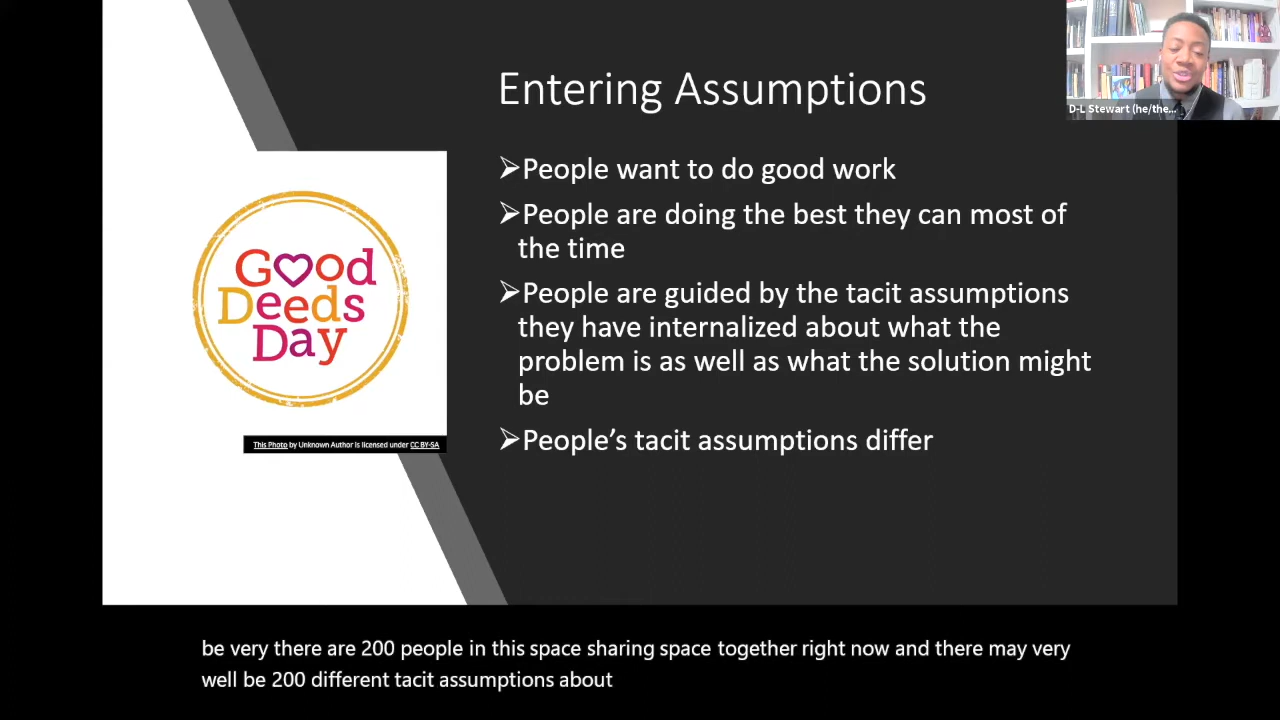 Entering Assumptions
D-L Stewart (he/the...
➢People want to do good work
➢People are doing the best they can most of
the time
➢People are guided by the tacit assumptions
they have internalized about what the
problem is as well as what the solution might
be
➢People’s tacit assumptions differ
Good
Deeds
Day
This Photo by Unknown Author is licensed under CC BY-SA
be very there are 200 people in this space sharing space together right now and there may very
well be 200 different tacit assumptions about